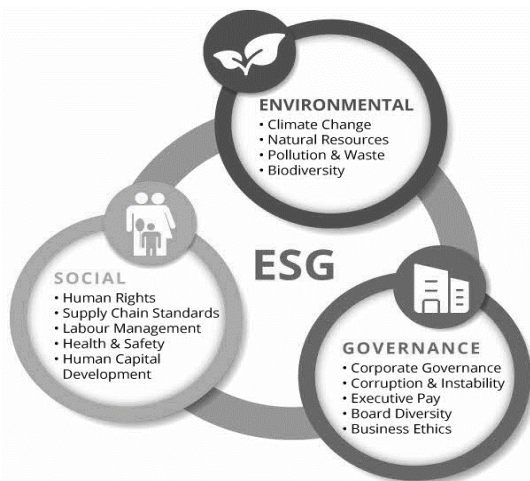 ENVIRONMENTAL
• Climate Change
• Natural Resources
• Pollution & Waste
• Biodiversity
ESG
SOCIAL
• Human Rights
• Supply Chain Standards
• Labour Management
• Health & Safety
• Human Capital
Development
GOVERNANCE
• Corporate Governance
• Corruption & Instability
• Executive Pay
• Board Diversity
• Business Ethics